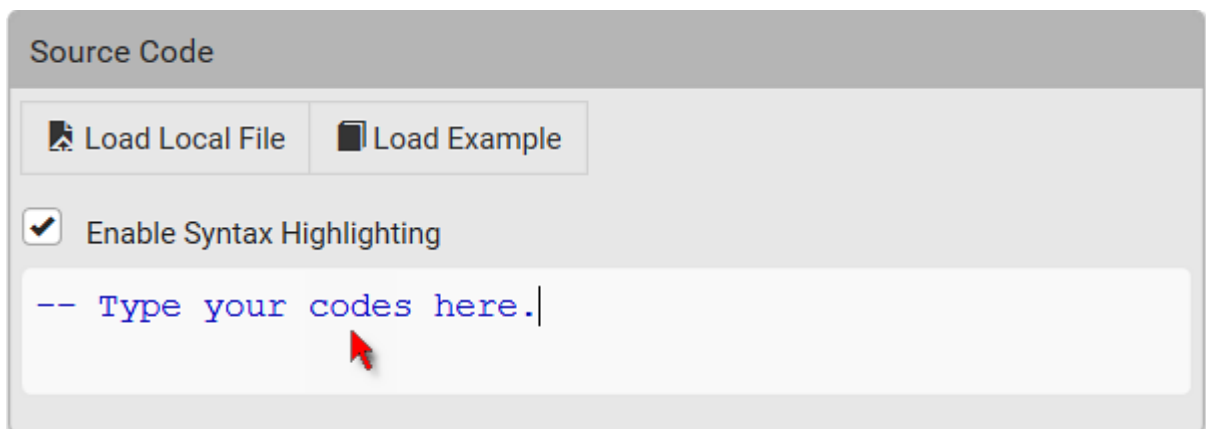 Source Code
Load Local File Load Example
Enable Syntax Highlighting
-- Type your codes here.